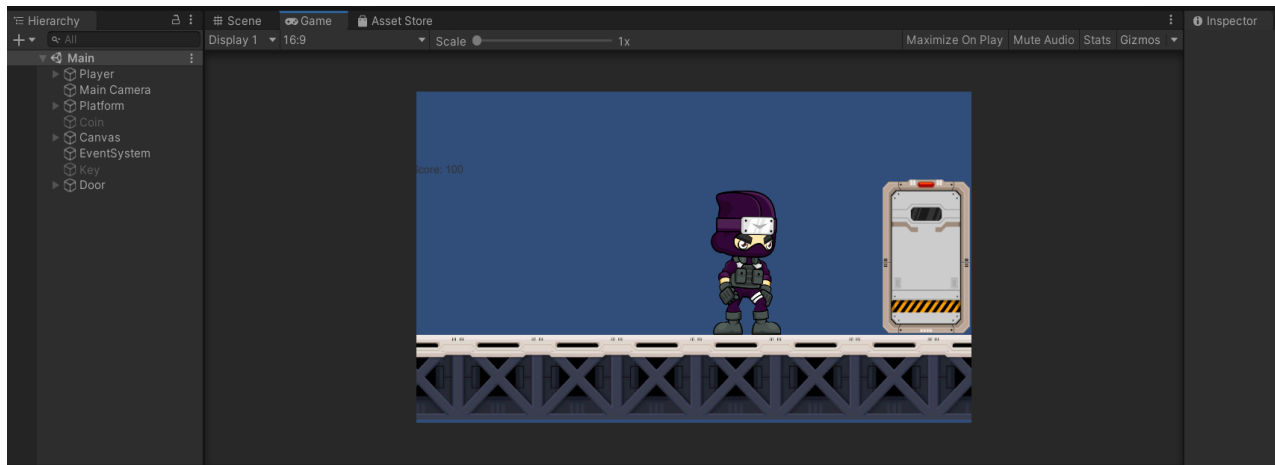 Hierarchy
All
Main
Player
Main Camera
Platform
Coin
Canvas
EventSystem
Key
Door
Scene Game Asset Store
Display 1 16:9 Scale 1x Maximize On Play Mute Audio Stats Gizmos
Score: 100
Inspector